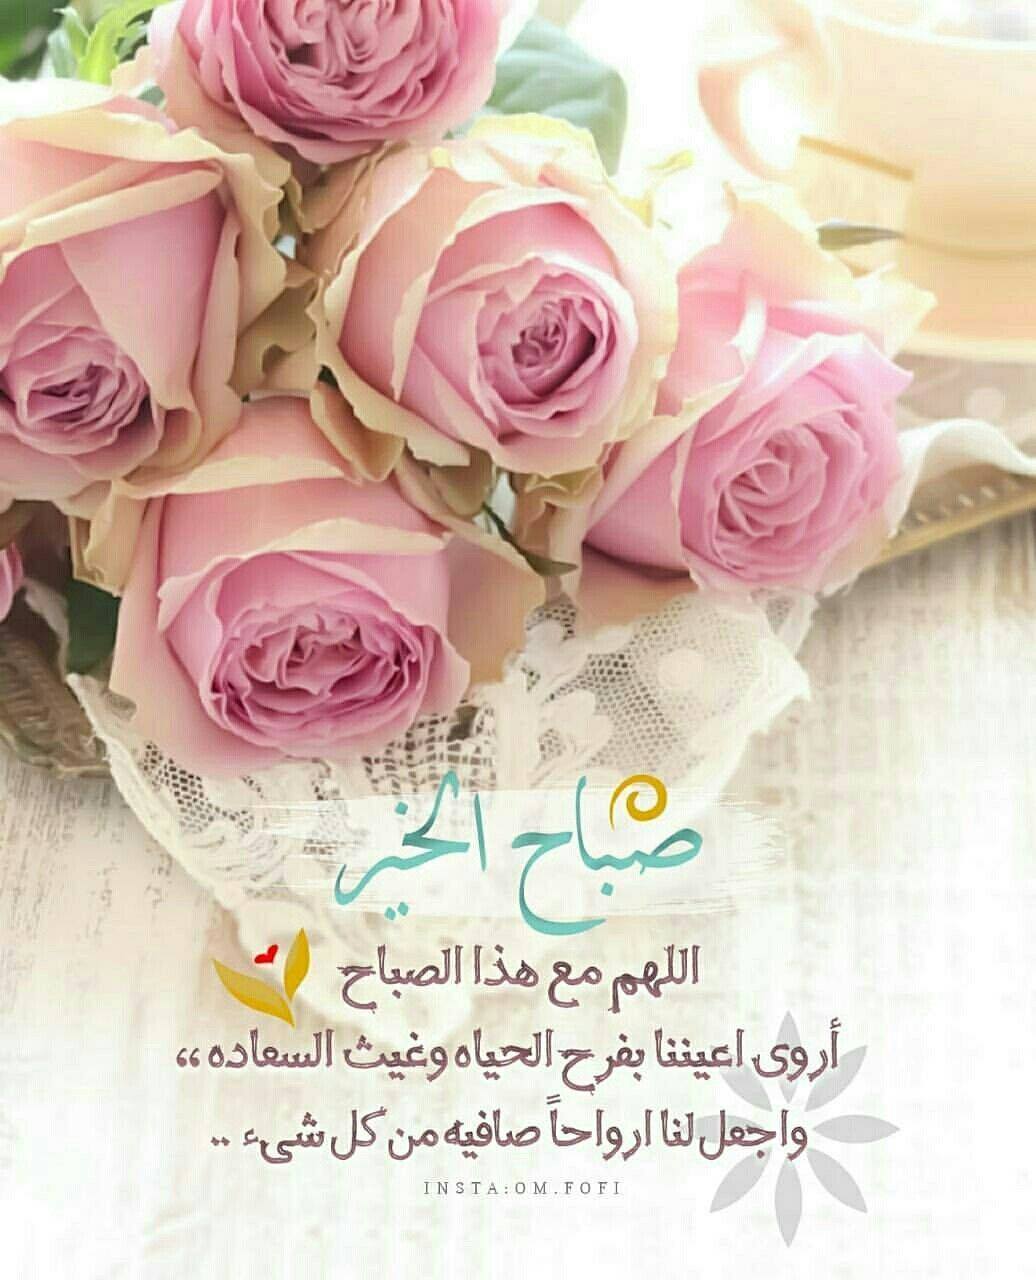 صباح الخير
اللهم مع هذا الصباح
أروى اعيننا بفرح الحياه وغيث السعاده ،،
واجعل لنا ارواحاً صافيه من كل شيء ..
INSTA:OM.FOFI